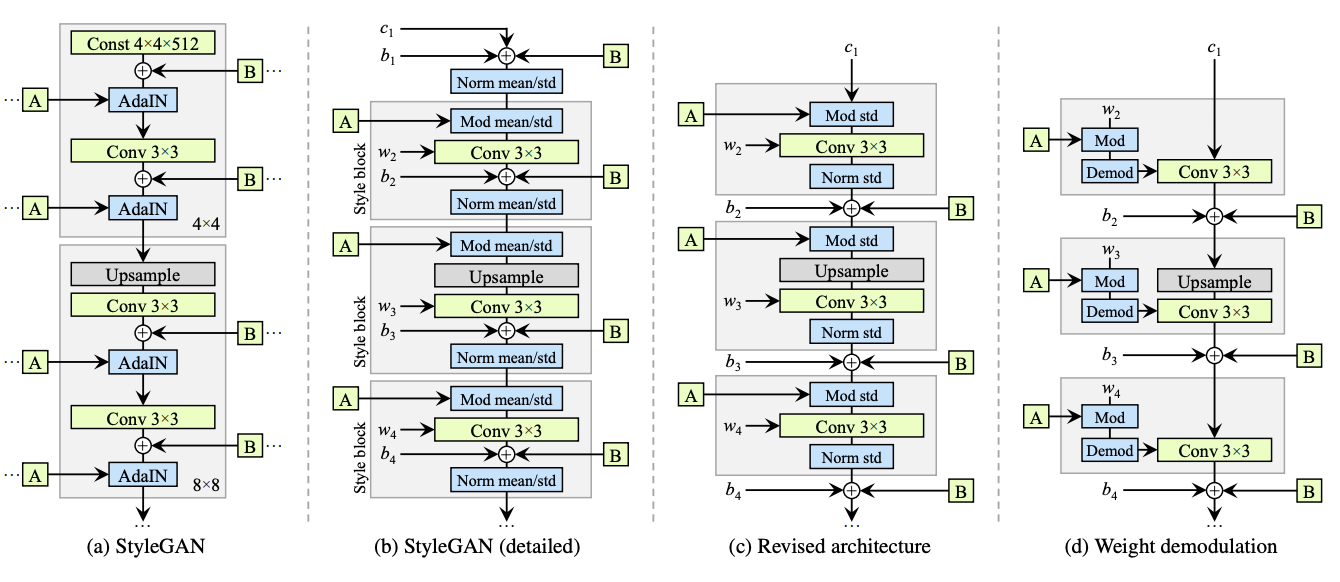 Const 4×4×512
B ...
... A
AdaIN
Conv 3×3
B ...
... A
AdaIN
4×4
Upsample
Conv 3×3
B ...
... A
AdaIN
Conv 3×3
B ...
... A
AdaIN
8×8
...
(a) StyleGAN
c1
b1
B
Norm mean/std
Style block
A
Mod mean/std
w2
Conv 3×3
b2
B
Norm mean/std
Style block
A
Mod mean/std
Upsample
w3
Conv 3×3
b3
B
Norm mean/std
Style block
A
Mod mean/std
w4
Conv 3×3
b4
B
Norm mean/std
...
(b) StyleGAN (detailed)
c1
A
Mod std
w2
Conv 3×3
Norm std
b2
B
A
Mod std
Upsample
w3
Conv 3×3
Norm std
b3
B
A
Mod std
w4
Conv 3×3
Norm std
b4
B
...
(c) Revised architecture
c1
w2
A
Mod
Demod
Conv 3×3
b2
B
w3
A
Mod
Upsample
Demod
Conv 3×3
b3
B
w4
A
Mod
Demod
Conv 3×3
b4
B
...
(d) Weight demodulation